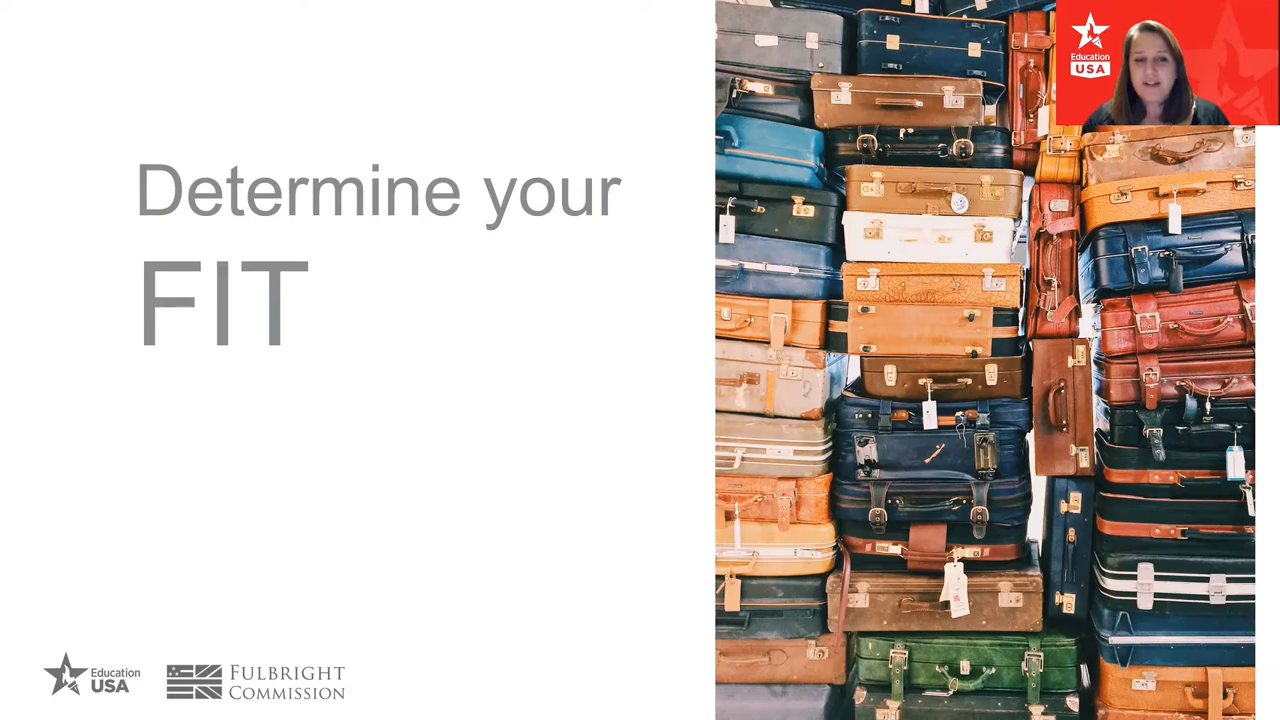 Determine your
FIT
Education
USA
Education
USA
FULBRIGHT
COMMISSION